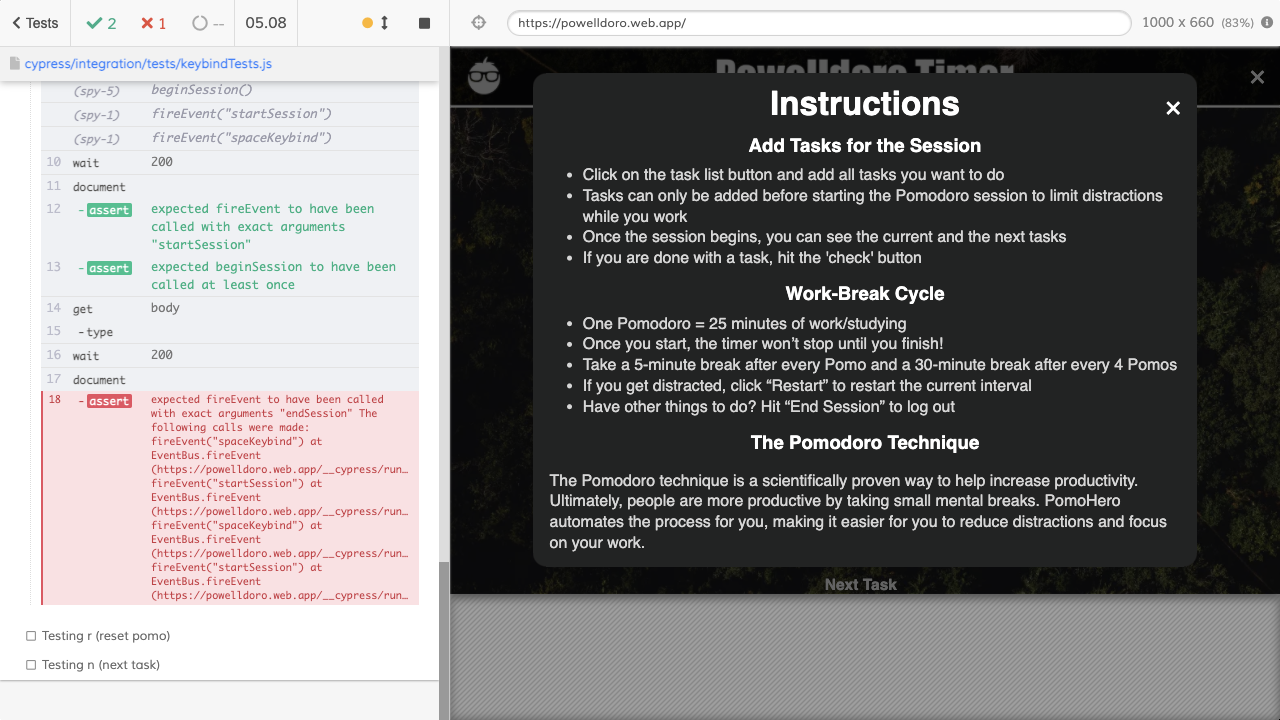 Tests
2
1
--
05.08
https://powelldoro.web.app/
1000 x 660 (83%)
cypress/integration/tests/keybindTests.js
(spy-5) beginSession()
(spy-1) fireEvent("startSession")
(spy-1) fireEvent("spaceKeybind")
10 wait 200
11 document
12 - assert expected fireEvent to have been
called with exact arguments
"startSession"
13 - assert expected beginSession to have been
called at least once
14 get body
15 - type
16 wait 200
17 document
18 - assert expected fireEvent to have been called
with exact arguments "endSession" The
following calls were made:
fireEvent("spaceKeybind") at
EventBus.fireEvent
(https://powelldoro.web.app/__cypress/run…
fireEvent("startSession") at
EventBus.fireEvent
(https://powelldoro.web.app/__cypress/run…
fireEvent("spaceKeybind") at
EventBus.fireEvent
(https://powelldoro.web.app/__cypress/run…
fireEvent("startSession") at
EventBus.fireEvent
(https://powelldoro.web.app/__cypress/run…
Testing r (reset pomo)
Testing n (next task)
Powelldoro Timer
Instructions
Add Tasks for the Session
• Click on the task list button and add all tasks you want to do
• Tasks can only be added before starting the Pomodoro session to limit distractions
while you work
• Once the session begins, you can see the current and the next tasks
• If you are done with a task, hit the 'check' button
Work-Break Cycle
• One Pomodoro = 25 minutes of work/studying
• Once you start, the timer won’t stop until you finish!
• Take a 5-minute break after every Pomo and a 30-minute break after every 4 Pomos
• If you get distracted, click “Restart” to restart the current interval
• Have other things to do? Hit “End Session” to log out
The Pomodoro Technique
The Pomodoro technique is a scientifically proven way to help increase productivity.
Ultimately, people are more productive by taking small mental breaks. PomoHero
automates the process for you, making it easier for you to reduce distractions and focus
on your work.
Next Task